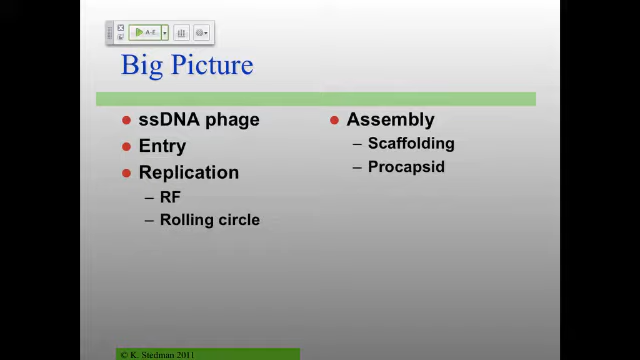 A-E
Big Picture
ssDNA phage
Entry
Replication
– RF
– Rolling circle
Assembly
– Scaffolding
– Procapsid
© K. Stedman 2011